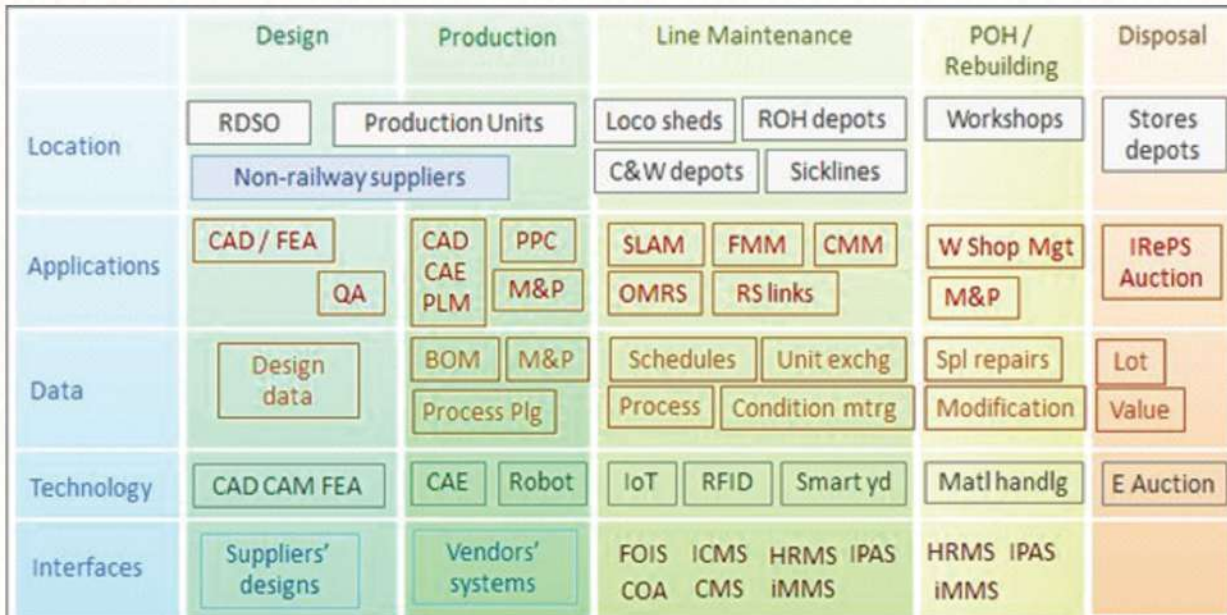 Design Production Line Maintenance POH /
Rebuilding Disposal
Location
RDSO Production Units
Non-railway suppliers
Loco sheds ROH depots
C&W depots Sicklines
Workshops
Stores
depots
Applications
CAD / FEA
QA
CAD
CAE
PLM
PPC
M&P
SLAM FMM CMM
OMRS RS links
W Shop Mgt
M&P
IRePS
Auction
Data
Design
data
BOM M&P
Process Plg
Schedules Unit exchg
Process Condition mtrg
Spl repairs
Modification
Lot
Value
Technology
CAD CAM FEA
CAE Robot
IoT RFID Smart yd
Matl handlg
E Auction
Interfaces
Suppliers'
designs
Vendors'
systems
FOIS ICMS HRMS IPAS
COA CMS iMMS
HRMS IPAS
iMMS